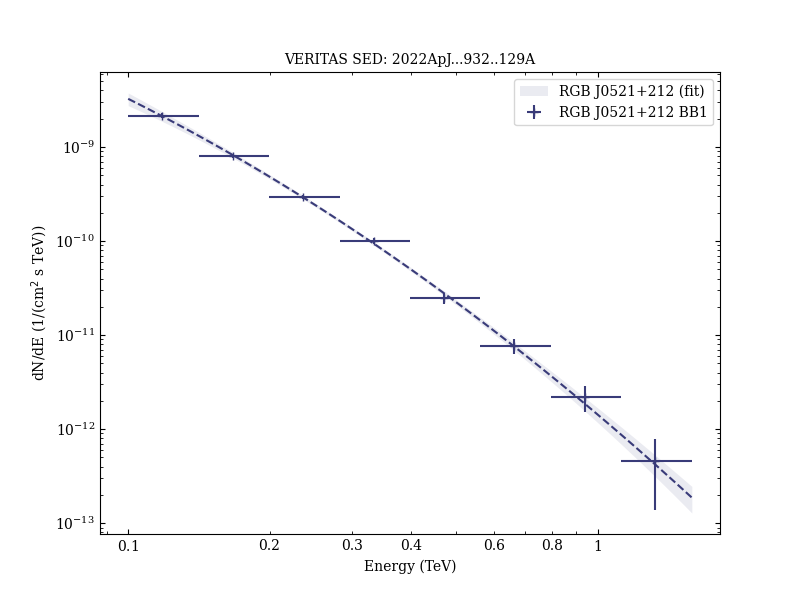 VERITAS SED: 2022ApJ...932..129A
RGB J0521+212 (fit)
RGB J0521+212 BB1
dN/dE (1/(cm² s TeV))
10⁻⁹
10⁻¹⁰
10⁻¹¹
10⁻¹²
10⁻¹³
0.1 0.2 0.3 0.4 0.6 0.8 1
Energy (TeV)